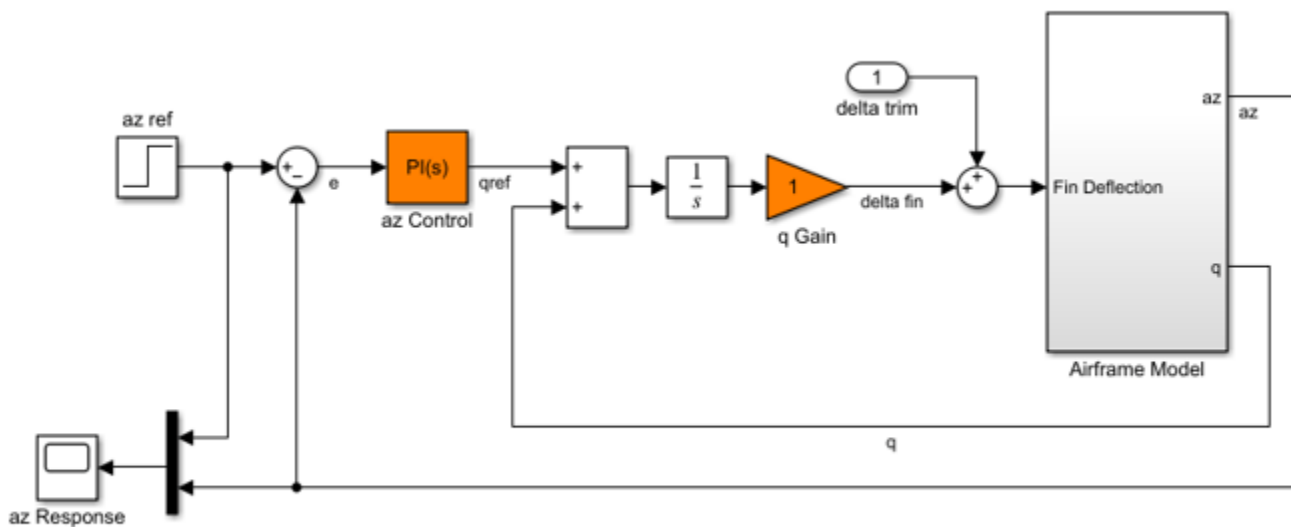 1
delta trim
az
az
az ref
+
−
e
PI(s)
qref
az Control
+
+
1
s
1
delta fin
q Gain
+
+
Fin Deflection
q
Airframe Model
q
az Response